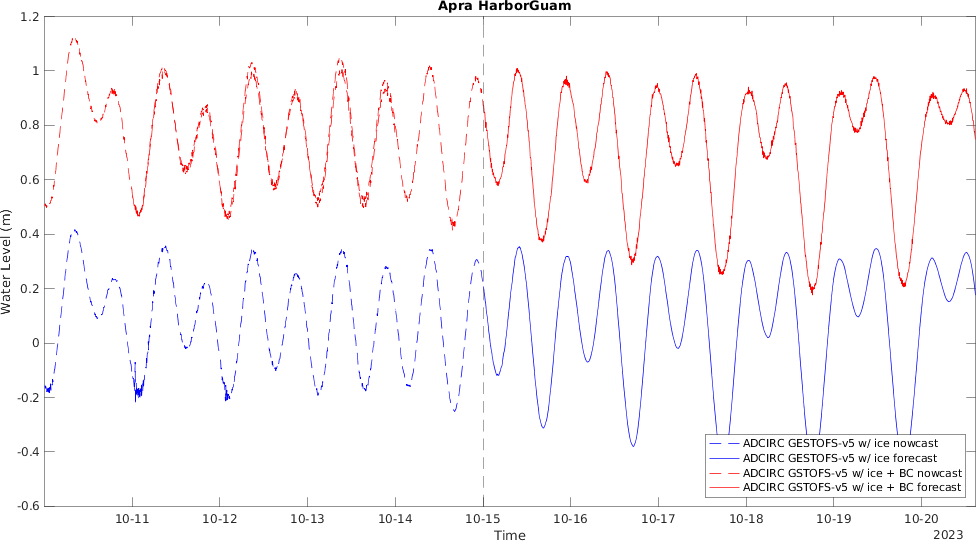 Apra HarborGuam
1.2
1
0.8
0.6
0.4
0.2
0
-0.2
-0.4
-0.6
Water Level (m)
ADCIRC GESTOFS-v5 w/ ice nowcast
ADCIRC GESTOFS-v5 w/ ice forecast
ADCIRC GSTOFS-v5 w/ ice + BC nowcast
ADCIRC GSTOFS-v5 w/ ice + BC forecast
10-11 10-12 10-13 10-14 10-15 10-16 10-17 10-18 10-19 10-20
Time
2023